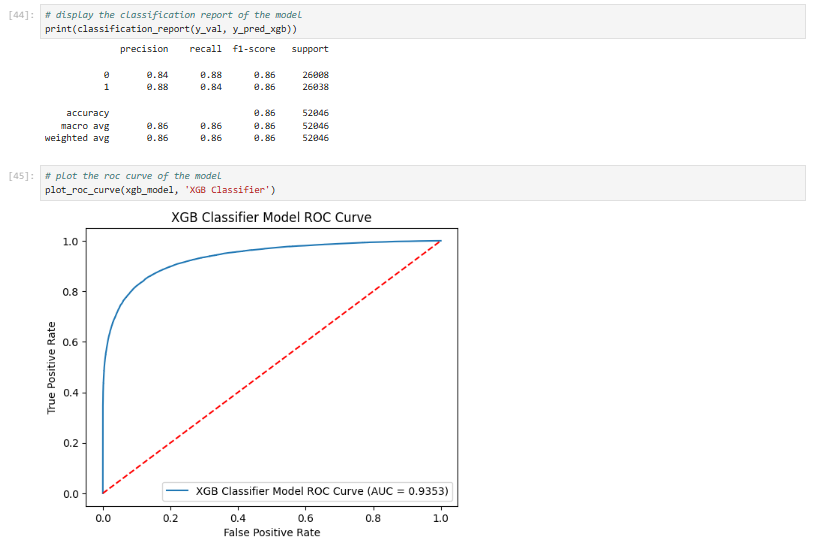 [44]: # display the classification report of the model
print(classification_report(y_val, y_pred_xgb))
precision recall f1-score support
0 0.84 0.88 0.86 26008
1 0.88 0.84 0.86 26038
accuracy 0.86 52046
macro avg 0.86 0.86 0.86 52046
weighted avg 0.86 0.86 0.86 52046
[45]: # plot the roc curve of the model
plot_roc_curve(xgb_model, 'XGB Classifier')
XGB Classifier Model ROC Curve
1.0
0.8
0.6
0.4
0.2
0.0
True Positive Rate
XGB Classifier Model ROC Curve (AUC = 0.9353)
0.0 0.2 0.4 0.6 0.8 1.0
False Positive Rate